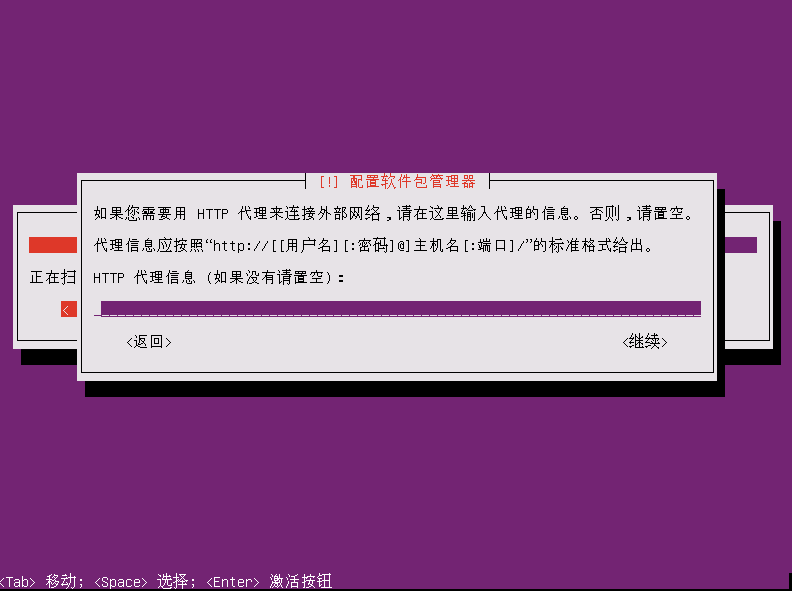 [!] 配置软件包管理器
如果您需要用 HTTP 代理来连接外部网络，请在这里输入代理的信息。否则，请置空。
代理信息应按照“http://[[用户名][:密码]@]主机名[:端口]/”的标准格式给出。
正在扫
HTTP 代理信息 (如果没有请置空)：
<
<返回>
<继续>
<Tab> 移动; <Space> 选择; <Enter> 激活按钮